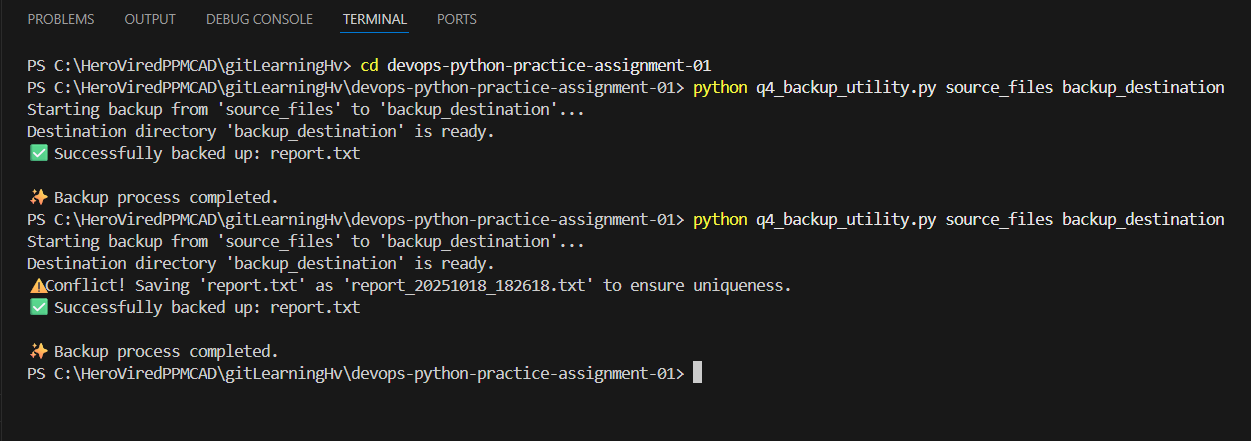 PROBLEMS OUTPUT DEBUG CONSOLE TERMINAL PORTS
PS C:\HeroViredPPMCAD\gitLearningHv> cd devops-python-practice-assignment-01
PS C:\HeroViredPPMCAD\gitLearningHv\devops-python-practice-assignment-01> python q4_backup_utility.py source_files backup_destination
Starting backup from 'source_files' to 'backup_destination'...
Destination directory 'backup_destination' is ready.
✅ Successfully backed up: report.txt
✨ Backup process completed.
PS C:\HeroViredPPMCAD\gitLearningHv\devops-python-practice-assignment-01> python q4_backup_utility.py source_files backup_destination
Starting backup from 'source_files' to 'backup_destination'...
Destination directory 'backup_destination' is ready.
⚠️Conflict! Saving 'report.txt' as 'report_20251018_182618.txt' to ensure uniqueness.
✅ Successfully backed up: report.txt
✨ Backup process completed.
PS C:\HeroViredPPMCAD\gitLearningHv\devops-python-practice-assignment-01>